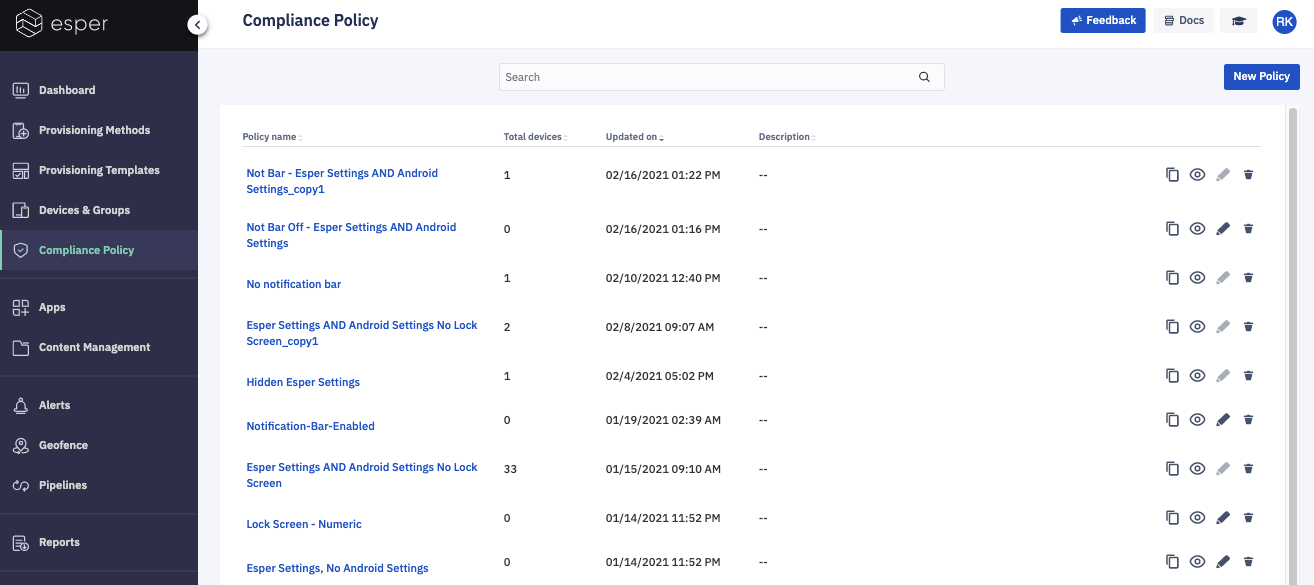 esper
Compliance Policy
Feedback
Docs
RK
Dashboard
Provisioning Methods
Provisioning Templates
Devices & Groups
Compliance Policy
Apps
Content Management
Alerts
Geofence
Pipelines
Reports
Search
New Policy
Policy name Total devices Updated on Description
Not Bar - Esper Settings AND Android
Settings_copy1
1 02/16/2021 01:22 PM --
Not Bar Off - Esper Settings AND Android
Settings
0 02/16/2021 01:16 PM --
No notification bar 1 02/10/2021 12:40 PM --
Esper Settings AND Android Settings No Lock
Screen_copy1
2 02/8/2021 09:07 AM --
Hidden Esper Settings 1 02/4/2021 05:02 PM --
Notification-Bar-Enabled 0 01/19/2021 02:39 AM --
Esper Settings AND Android Settings No Lock
Screen
33 01/15/2021 09:10 AM --
Lock Screen - Numeric 0 01/14/2021 11:52 PM --
Esper Settings, No Android Settings 0 01/14/2021 11:52 PM --